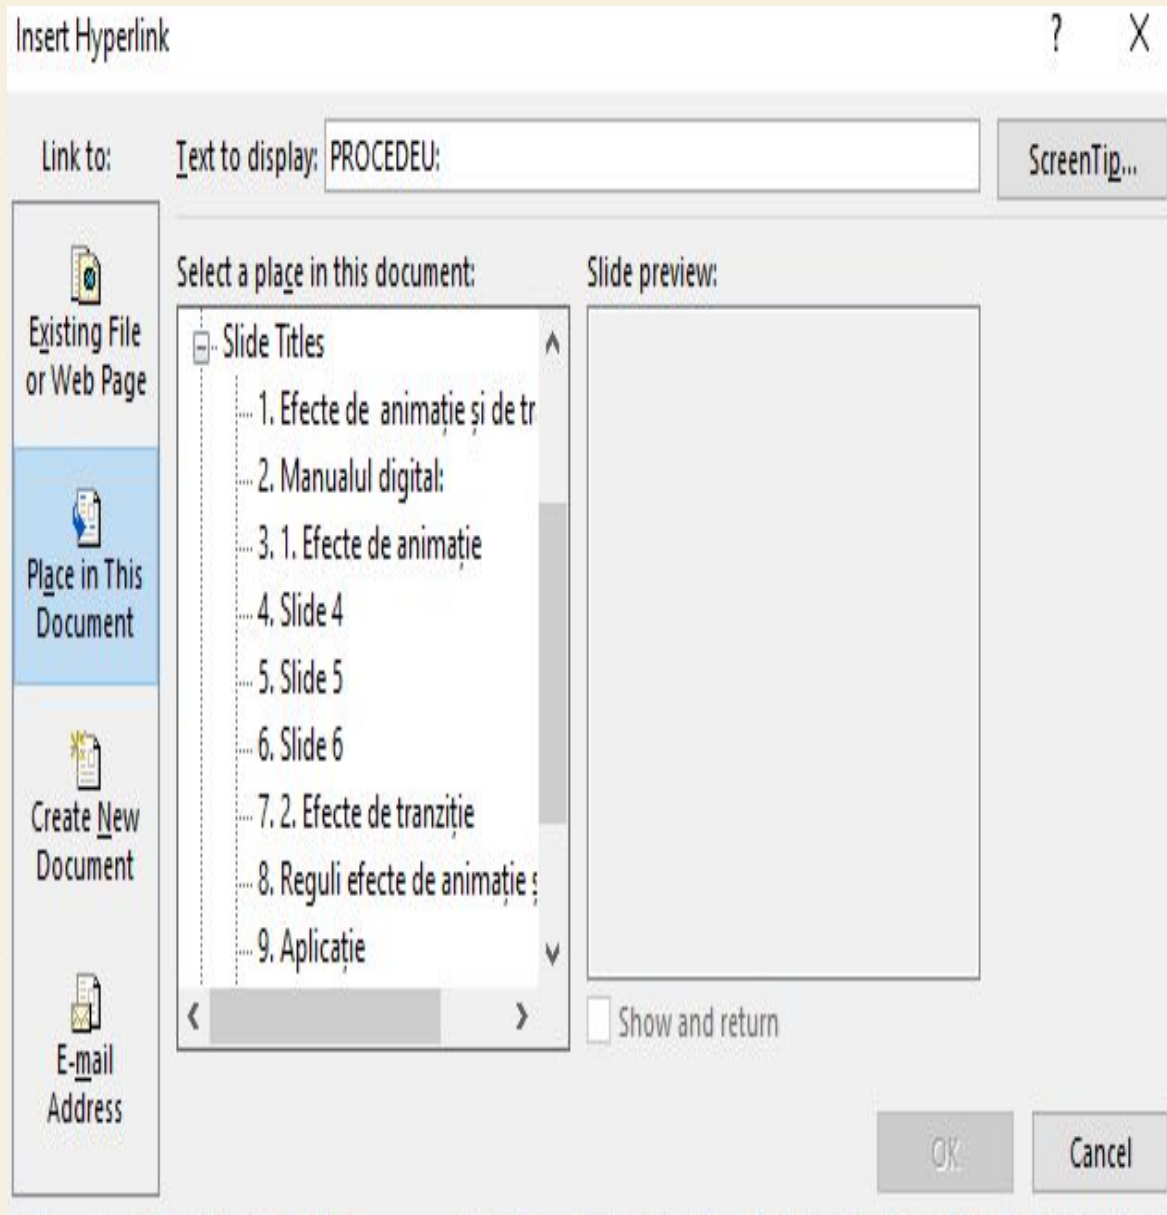 Insert Hyperlink
?
X
Link to:
Text to display:
PROCEDEU:
ScreenTip...
Existing File
or Web Page
Place in This
Document
Create New
Document
E-mail
Address
Select a place in this document:
Slide Titles
1. Efecte de  animație și de tr
2. Manualul digital:
3. 1. Efecte de animație
4. Slide 4
5. Slide 5
6. Slide 6
7. 2. Efecte de tranziție
8. Reguli efecte de animație ș
9. Aplicație
Slide preview:
Show and return
OK
Cancel